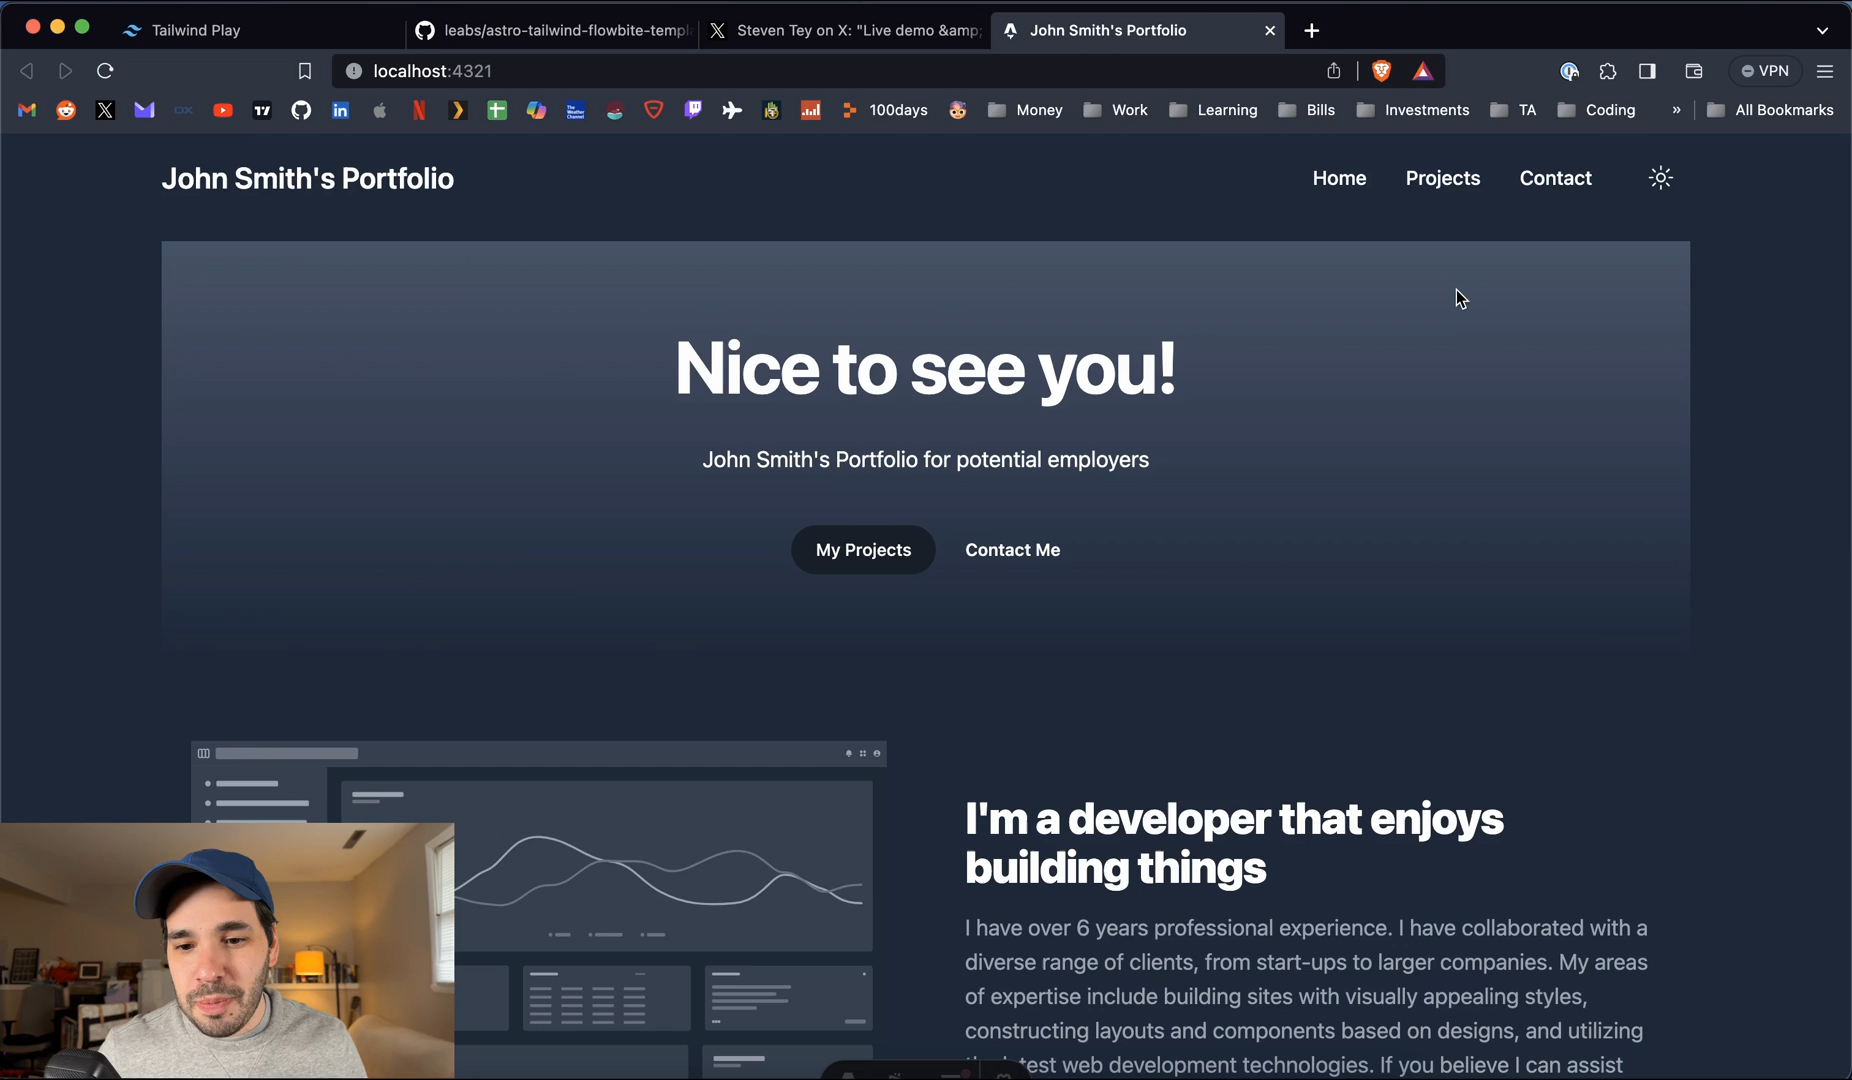 Tailwind Play
leabs/astro-tailwind-flowbite-templ
Steven Tey on X: "Live demo &amp;
John Smith's Portfolio
localhost:4321
VPN
DX
100days
Money
Work
Learning
Bills
Investments
TA
Coding
»
All Bookmarks
John Smith's Portfolio
Home
Projects
Contact
Nice to see you!
John Smith's Portfolio for potential employers
My Projects
Contact Me
I'm a developer that enjoys
building things
I have over 6 years professional experience. I have collaborated with a
diverse range of clients, from start-ups to larger companies. My areas
of expertise include building sites with visually appealing styles,
constructing layouts and components based on designs, and utilizing
test web development technologies. If you believe I can assist